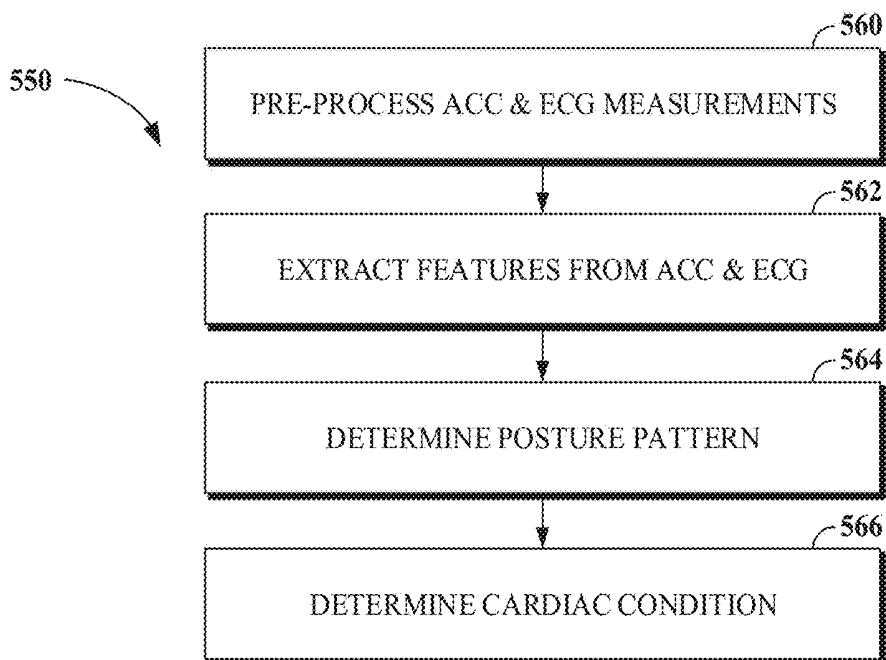 560
550
PRE-PROCESS ACC & ECG MEASUREMENTS
562
EXTRACT FEATURES FROM ACC & ECG
564
DETERMINE POSTURE PATTERN
566
DETERMINE CARDIAC CONDITION